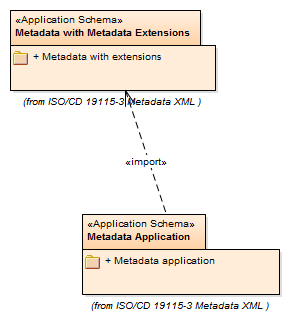 «Application Schema»
Metadata with Metadata Extensions
+ Metadata with extensions
(from ISO/CD 19115-3 Metadata XML )
«import»
«Application Schema»
Metadata Application
+ Metadata application
(from ISO/CD 19115-3 Metadata XML )